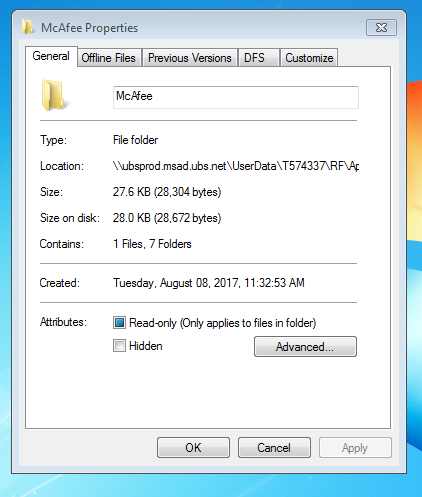 McAfee Properties
General Offline Files Previous Versions DFS Customize
McAfee
Type: File folder
Location: \\ubsprod.msad.ubs.net\UserData\T574337\RF\Ap
Size: 27.6 KB (28,304 bytes)
Size on disk: 28.0 KB (28,672 bytes)
Contains: 1 Files, 7 Folders
Created: Tuesday, August 08, 2017, 11:32:53 AM
Attributes: Read-only (Only applies to files in folder)
Hidden Advanced...
OK Cancel Apply